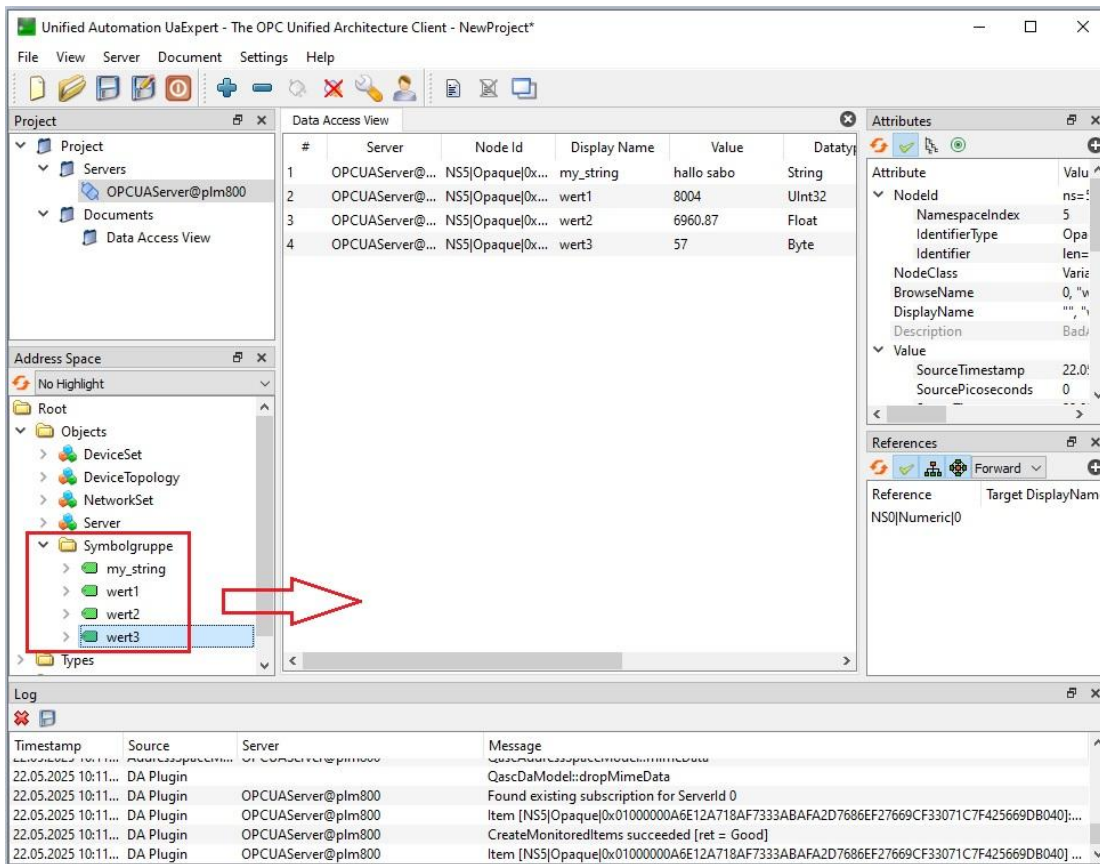 Unified Automation UaExpert - The OPC Unified Architecture Client - NewProject*
File View Server Document Settings Help
Project
Project
Servers
OPCUAServer@plm800
Documents
Data Access View
Address Space
No Highlight
Root
Objects
DeviceSet
DeviceTopology
NetworkSet
Server
Symbolgruppe
my_string
wert1
wert2
wert3
Types
Data Access View
# Server Node Id Display Name Value Dataty
1 OPCUAServer@... NS5|Opaque|0x... my_string hallo sabo String
2 OPCUAServer@... NS5|Opaque|0x... wert1 8004 UInt32
3 OPCUAServer@... NS5|Opaque|0x... wert2 6960.87 Float
4 OPCUAServer@... NS5|Opaque|0x... wert3 57 Byte
Attributes
Attribute Valu
NodeId ns=5
NamespaceIndex 5
IdentifierType Opa
Identifier len=
NodeClass Varia
BrowseName 0, "w
DisplayName "", "
Description Bad
Value
SourceTimestamp 22.0
SourcePicoseconds 0
References
Forward
Reference Target DisplayNam
NS0|Numeric|0
Log
Timestamp Source Server Message
22.05.2025 10:11... DA Plugin QascDaModel::dropMimeData
22.05.2025 10:11... DA Plugin OPCUAServer@plm800 Found existing subscription for ServerId 0
22.05.2025 10:11... DA Plugin OPCUAServer@plm800 Item [NS5|Opaque|0x01000000A6E12A718AF7333ABAFA2D7686EF27669CF33071C7F425669DB040]:...
22.05.2025 10:11... DA Plugin OPCUAServer@plm800 CreateMonitoredItems succeeded [ret = Good]
22.05.2025 10:11... DA Plugin OPCUAServer@plm800 Item [NS5|Opaque|0x01000000A6E12A718AF7333ABAFA2D7686EF27669CF33071C7F425669DB040] ...